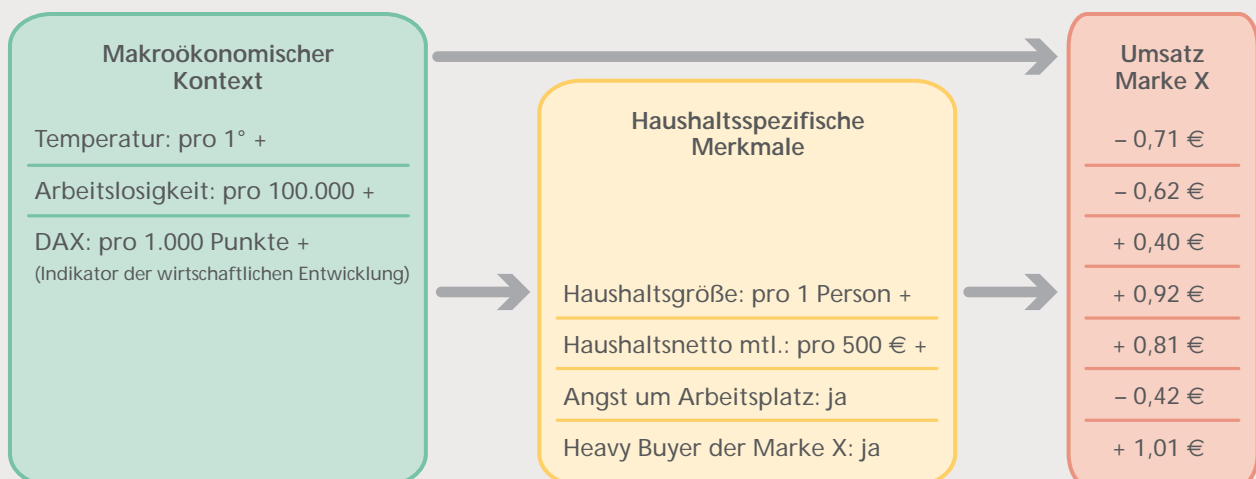 Makroökonomischer
Kontext
Temperatur: pro 1° +
Arbeitslosigkeit: pro 100.000 +
DAX: pro 1.000 Punkte +
(Indikator der wirtschaftlichen Entwicklung)
Haushaltsspezifische
Merkmale
Haushaltsgröße: pro 1 Person +
Haushaltsnetto mtl.: pro 500 € +
Angst um Arbeitsplatz: ja
Heavy Buyer der Marke X: ja
Umsatz
Marke X
– 0,71 €
– 0,62 €
+ 0,40 €
+ 0,92 €
+ 0,81 €
– 0,42 €
+ 1,01 €